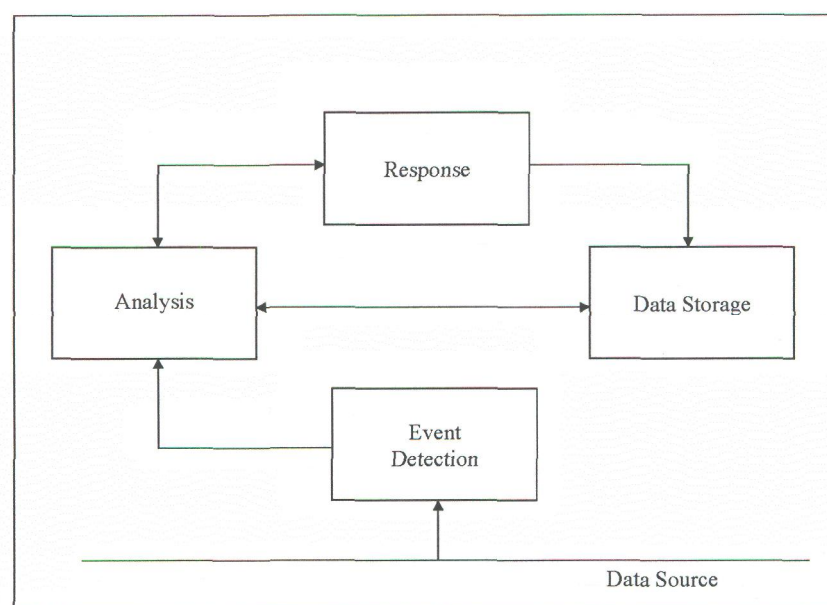 Response
Analysis
Data Storage
Event
Detection
Data Source